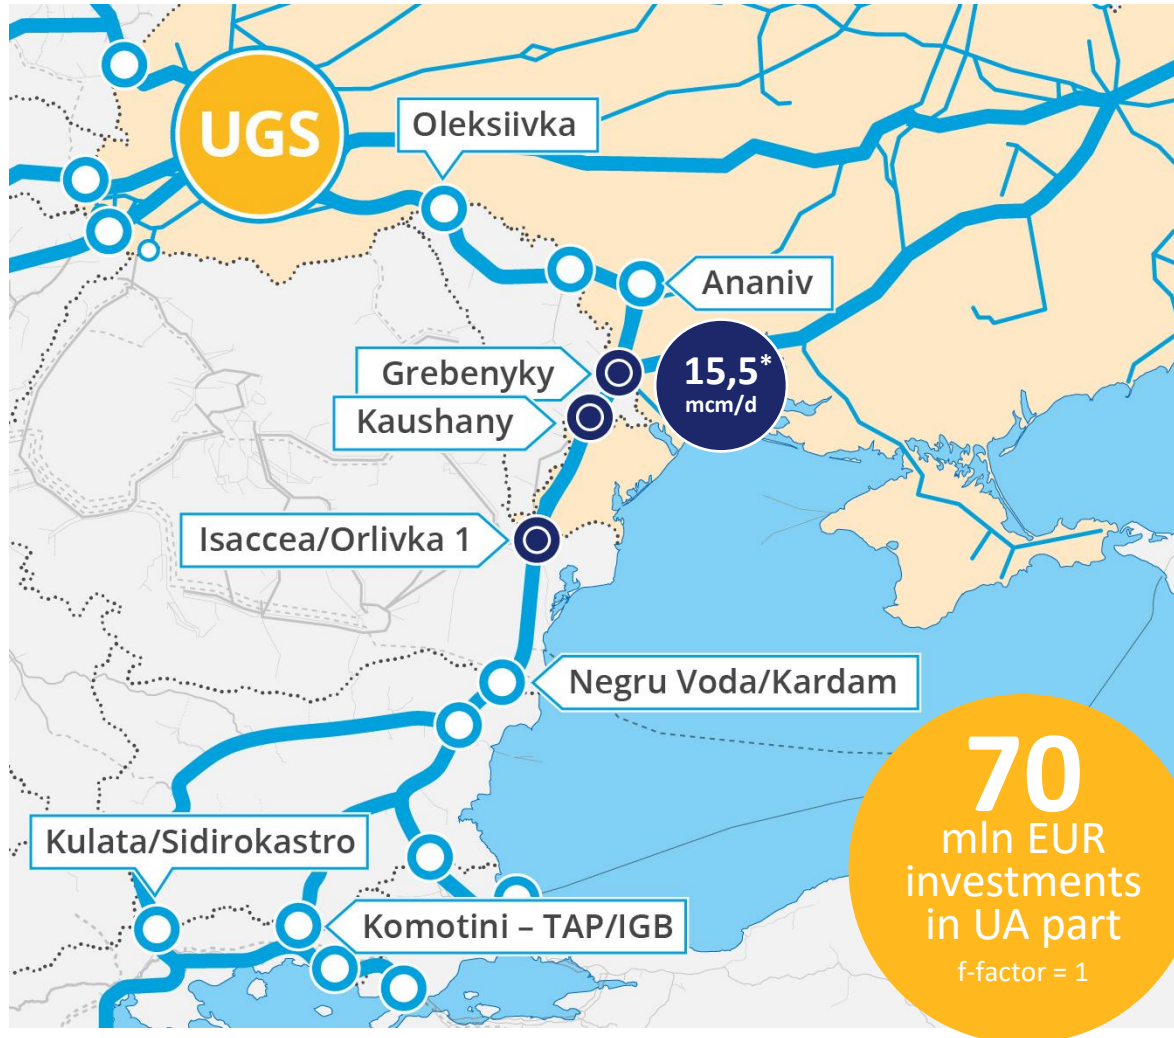 UGS
Oleksiivka
Ananiv
Grebenyky
15,5*
mcm/d
Kaushany
Isaccea/Orlivka 1
Negru Voda/Kardam
70
mln EUR
investments
in UA part
f-factor = 1
Kulata/Sidirokastro
Komotini – TAP/IGB